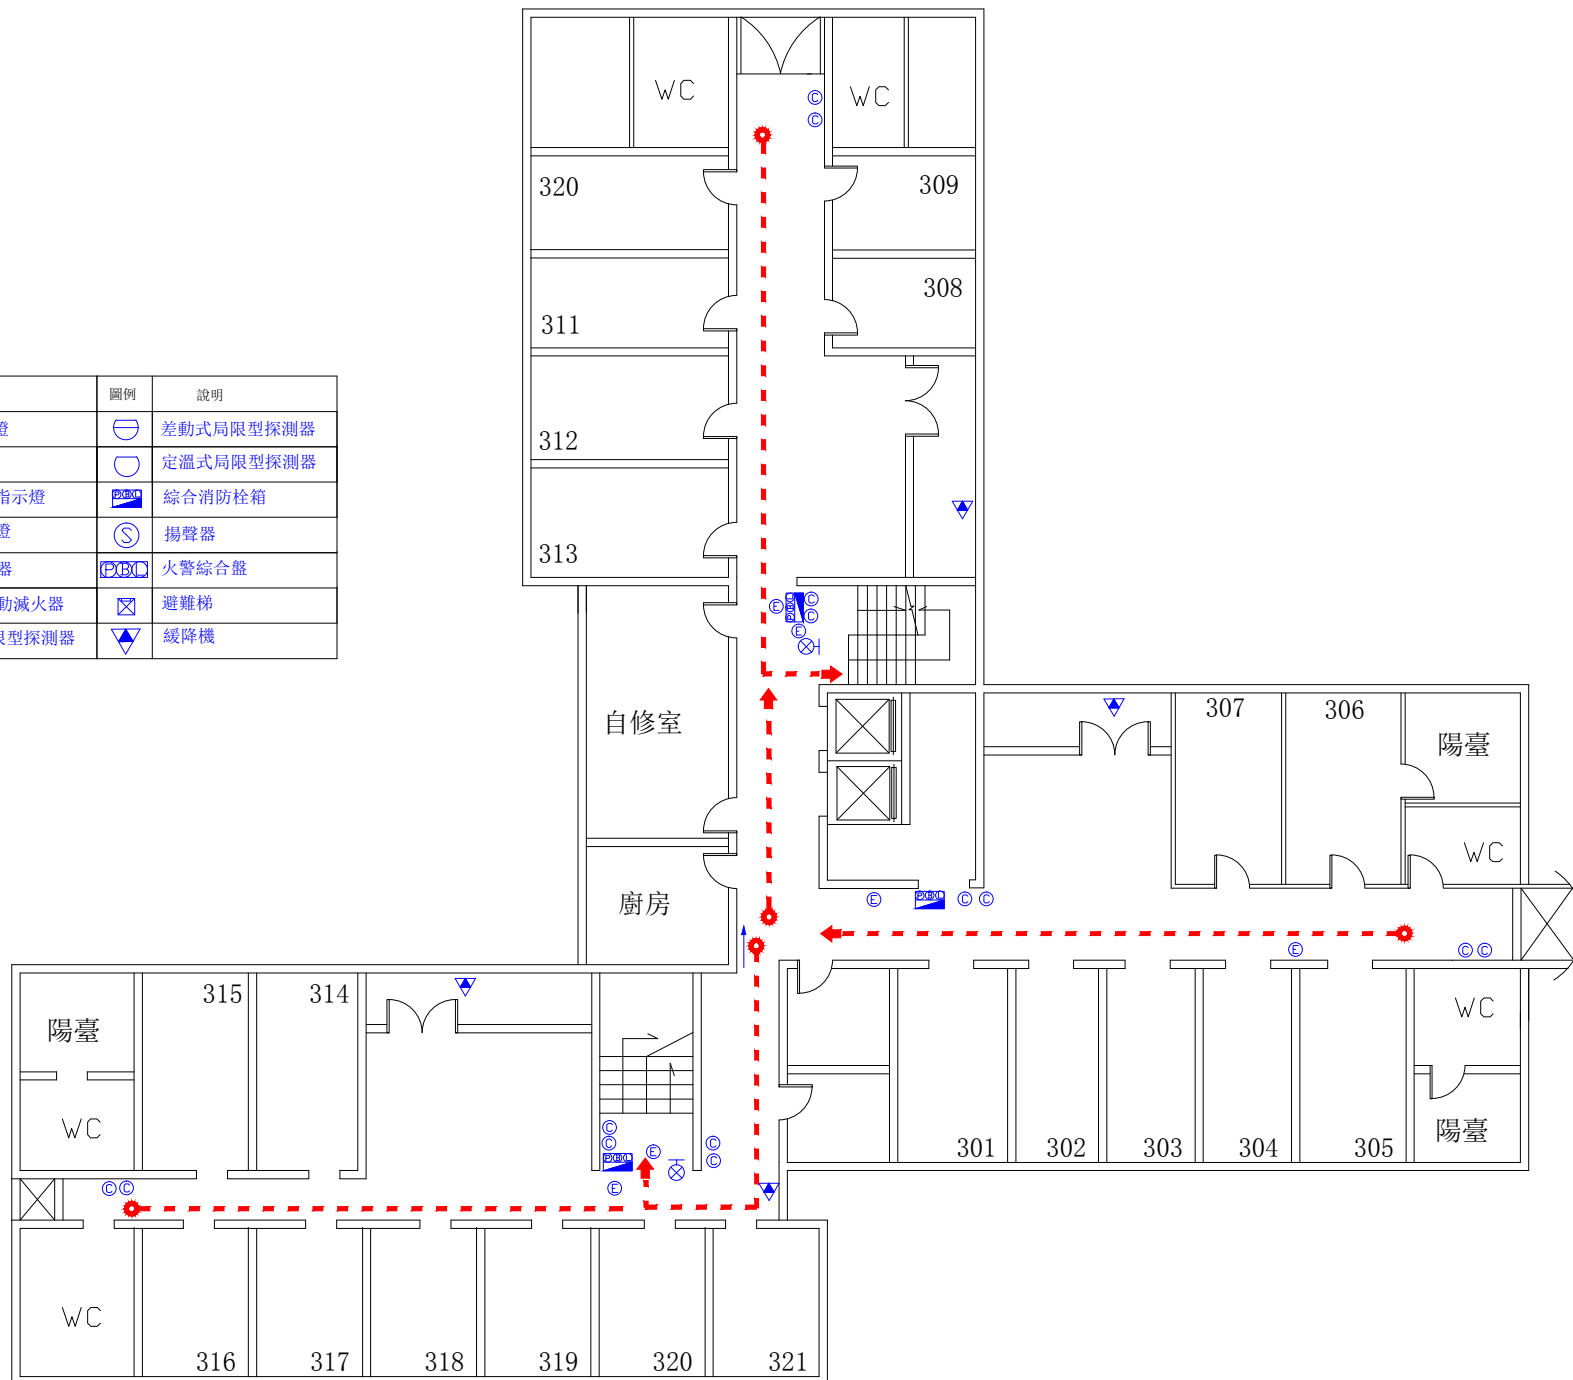 WC
WC
320
309
311
308
312
313
圖例 說明
燈 差動式局限型探測器
定溫式局限型探測器
指示燈 PBL 綜合消防栓箱
燈 S 揚聲器
器 PBL 火警綜合盤
動滅火器 避難梯
限型探測器 緩降機
C
C
E PBL C
C
E
自修室
307
306
陽臺
WC
廚房
E PBL C C
E
C C
315
314
陽臺
WC
WC
陽臺
301
302
303
304
305
C
C
E
C
C
PBL
E
C C
WC
316
317
318
319
320
321